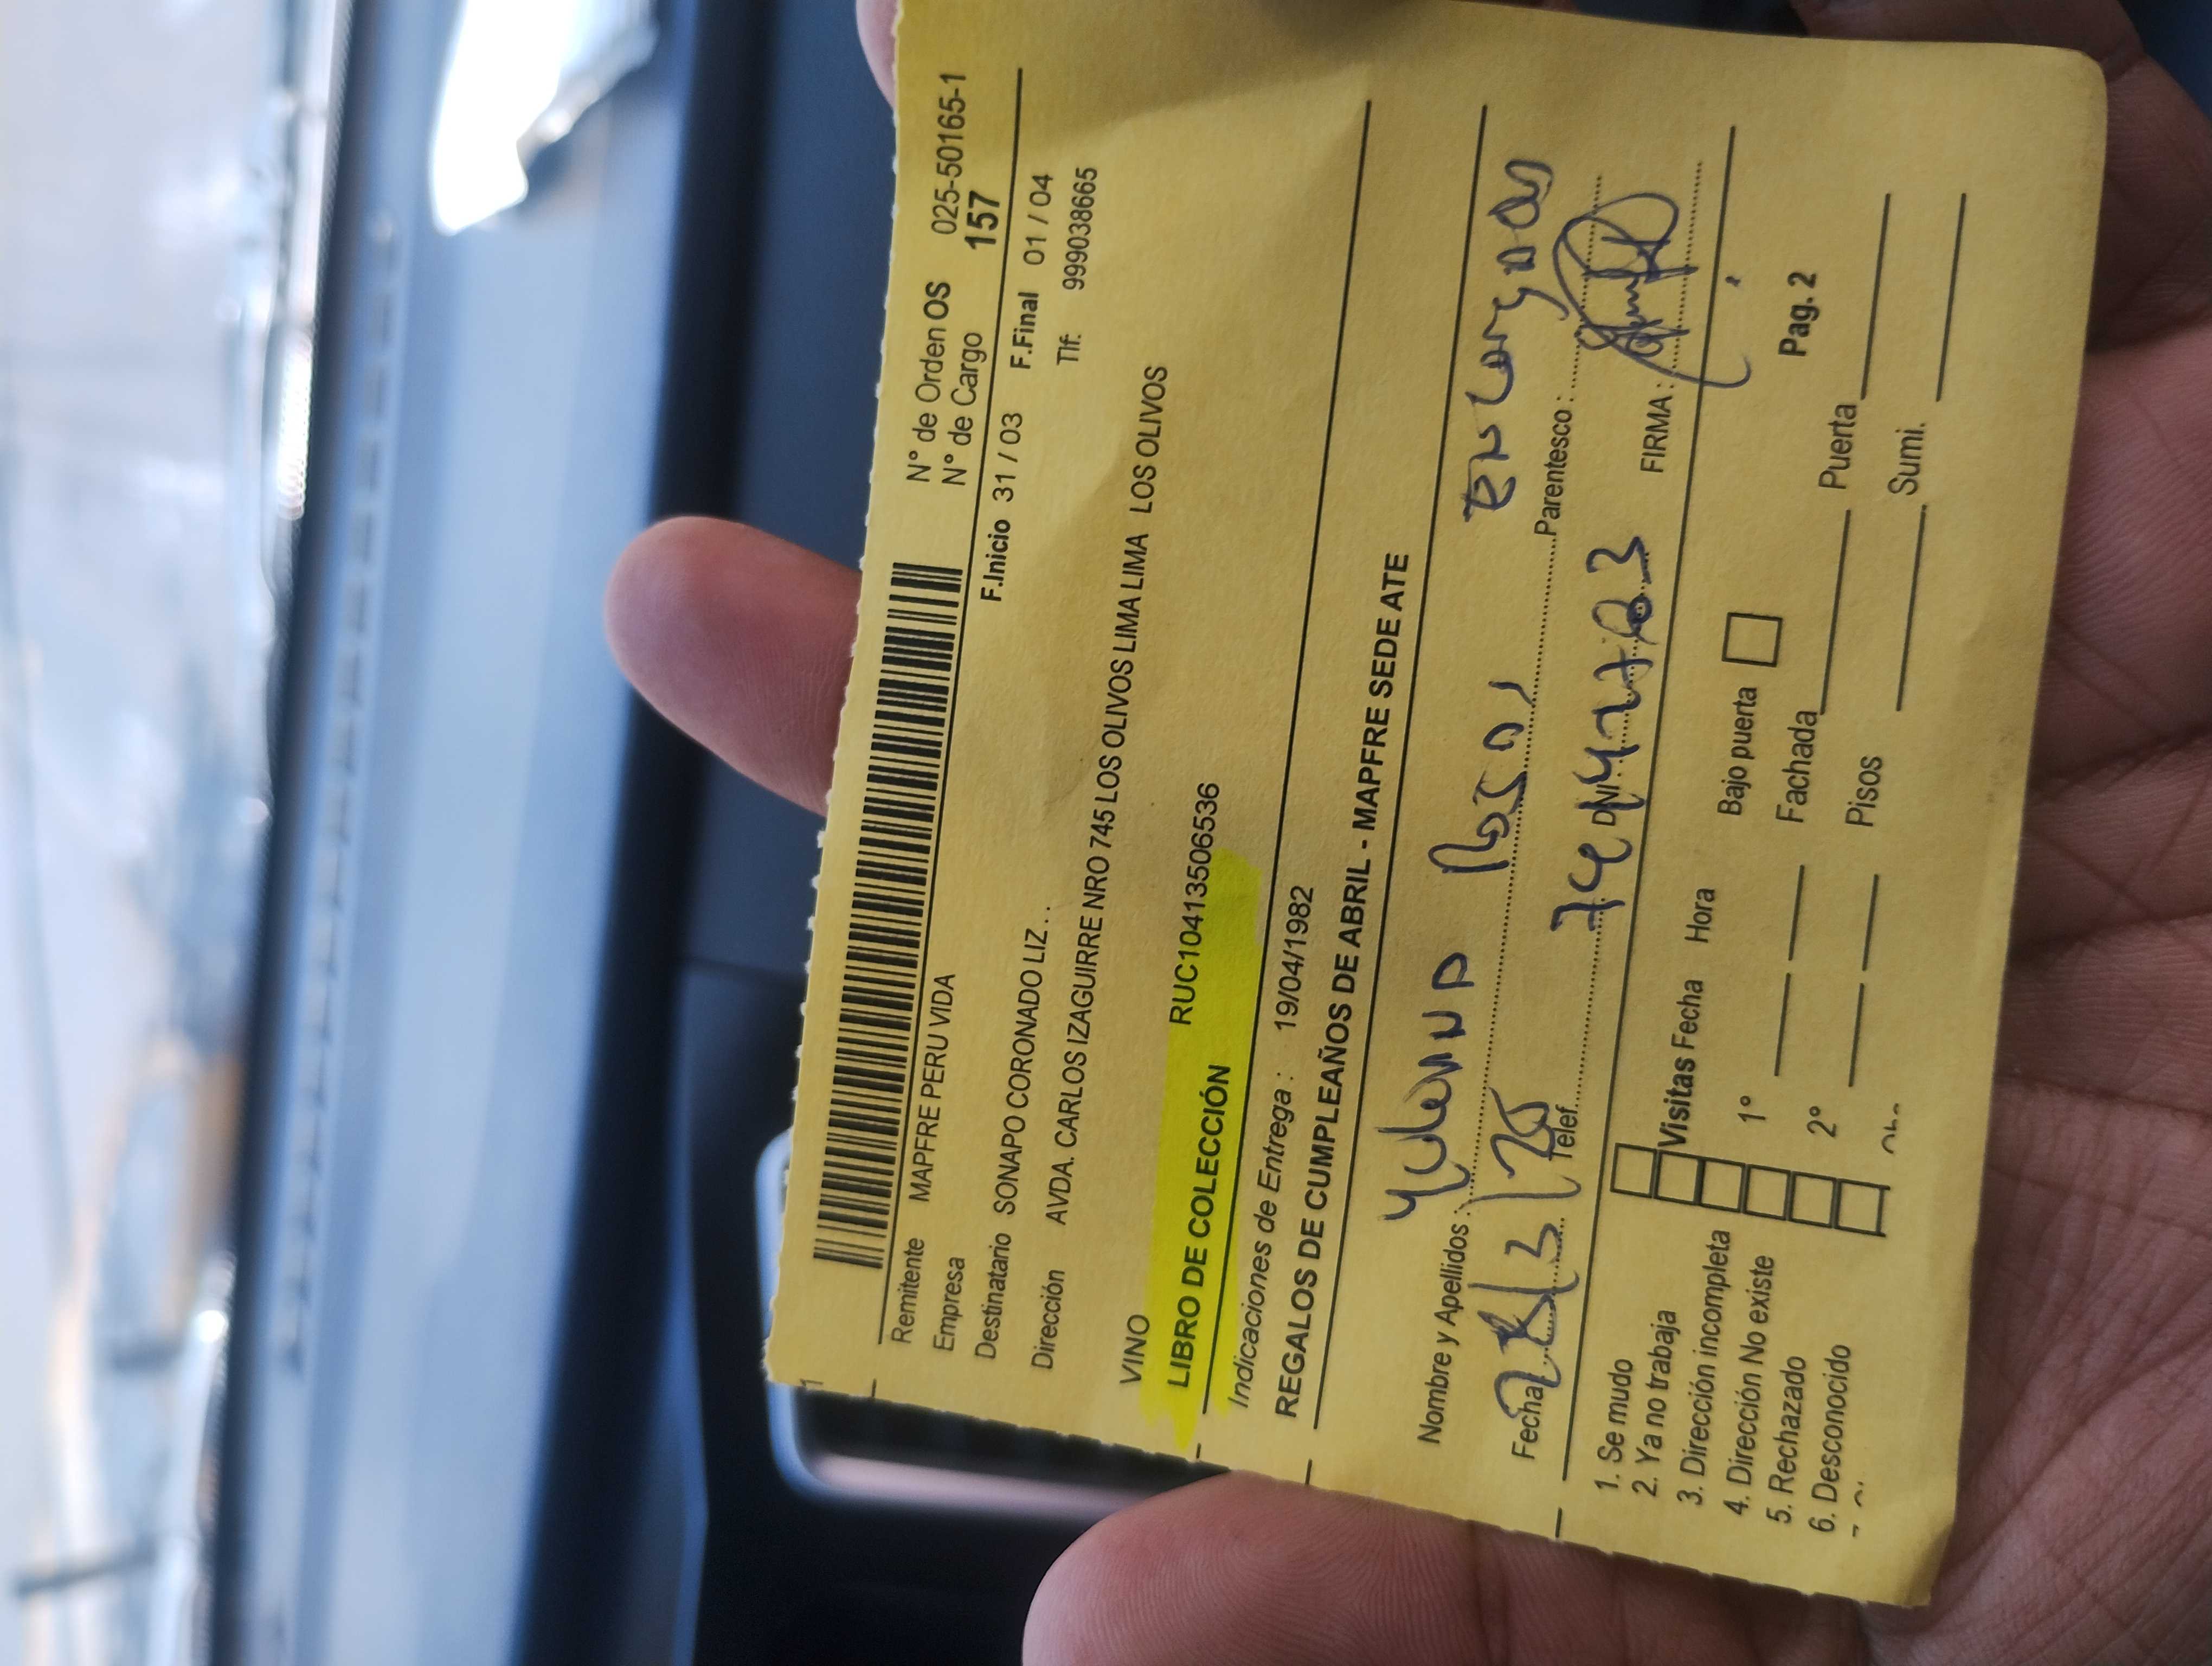 N° de Orden OS 025-50165-1
N° de Cargo 157
Remitente MAPFRE PERU VIDA F.Inicio 31 / 03 F.Final 01 / 04
Empresa Tlf: 999038665
Destinatario SONAPO CORONADO LIZ . . .
Dirección AVDA. CARLOS IZAGUIRRE NRO 745 LOS OLIVOS LIMA LIMA LOS OLIVOS
VINO
LIBRO DE COLECCIÓN RUC10413506536
Indicaciones de Entrega : 19/04/1982
REGALOS DE CUMPLEAÑOS DE ABRIL - MAPFRE SEDE ATE
Nombre y Apellidos : Parentesco :
Fecha Telef. DNI FIRMA :
1. Se mudo
2. Ya no trabaja
3. Dirección incompleta
4. Dirección No existe
5. Rechazado
6. Desconocido
Visitas Fecha Hora Bajo puerta Pag. 2
1° Fachada Puerta
2° Pisos Sumi.